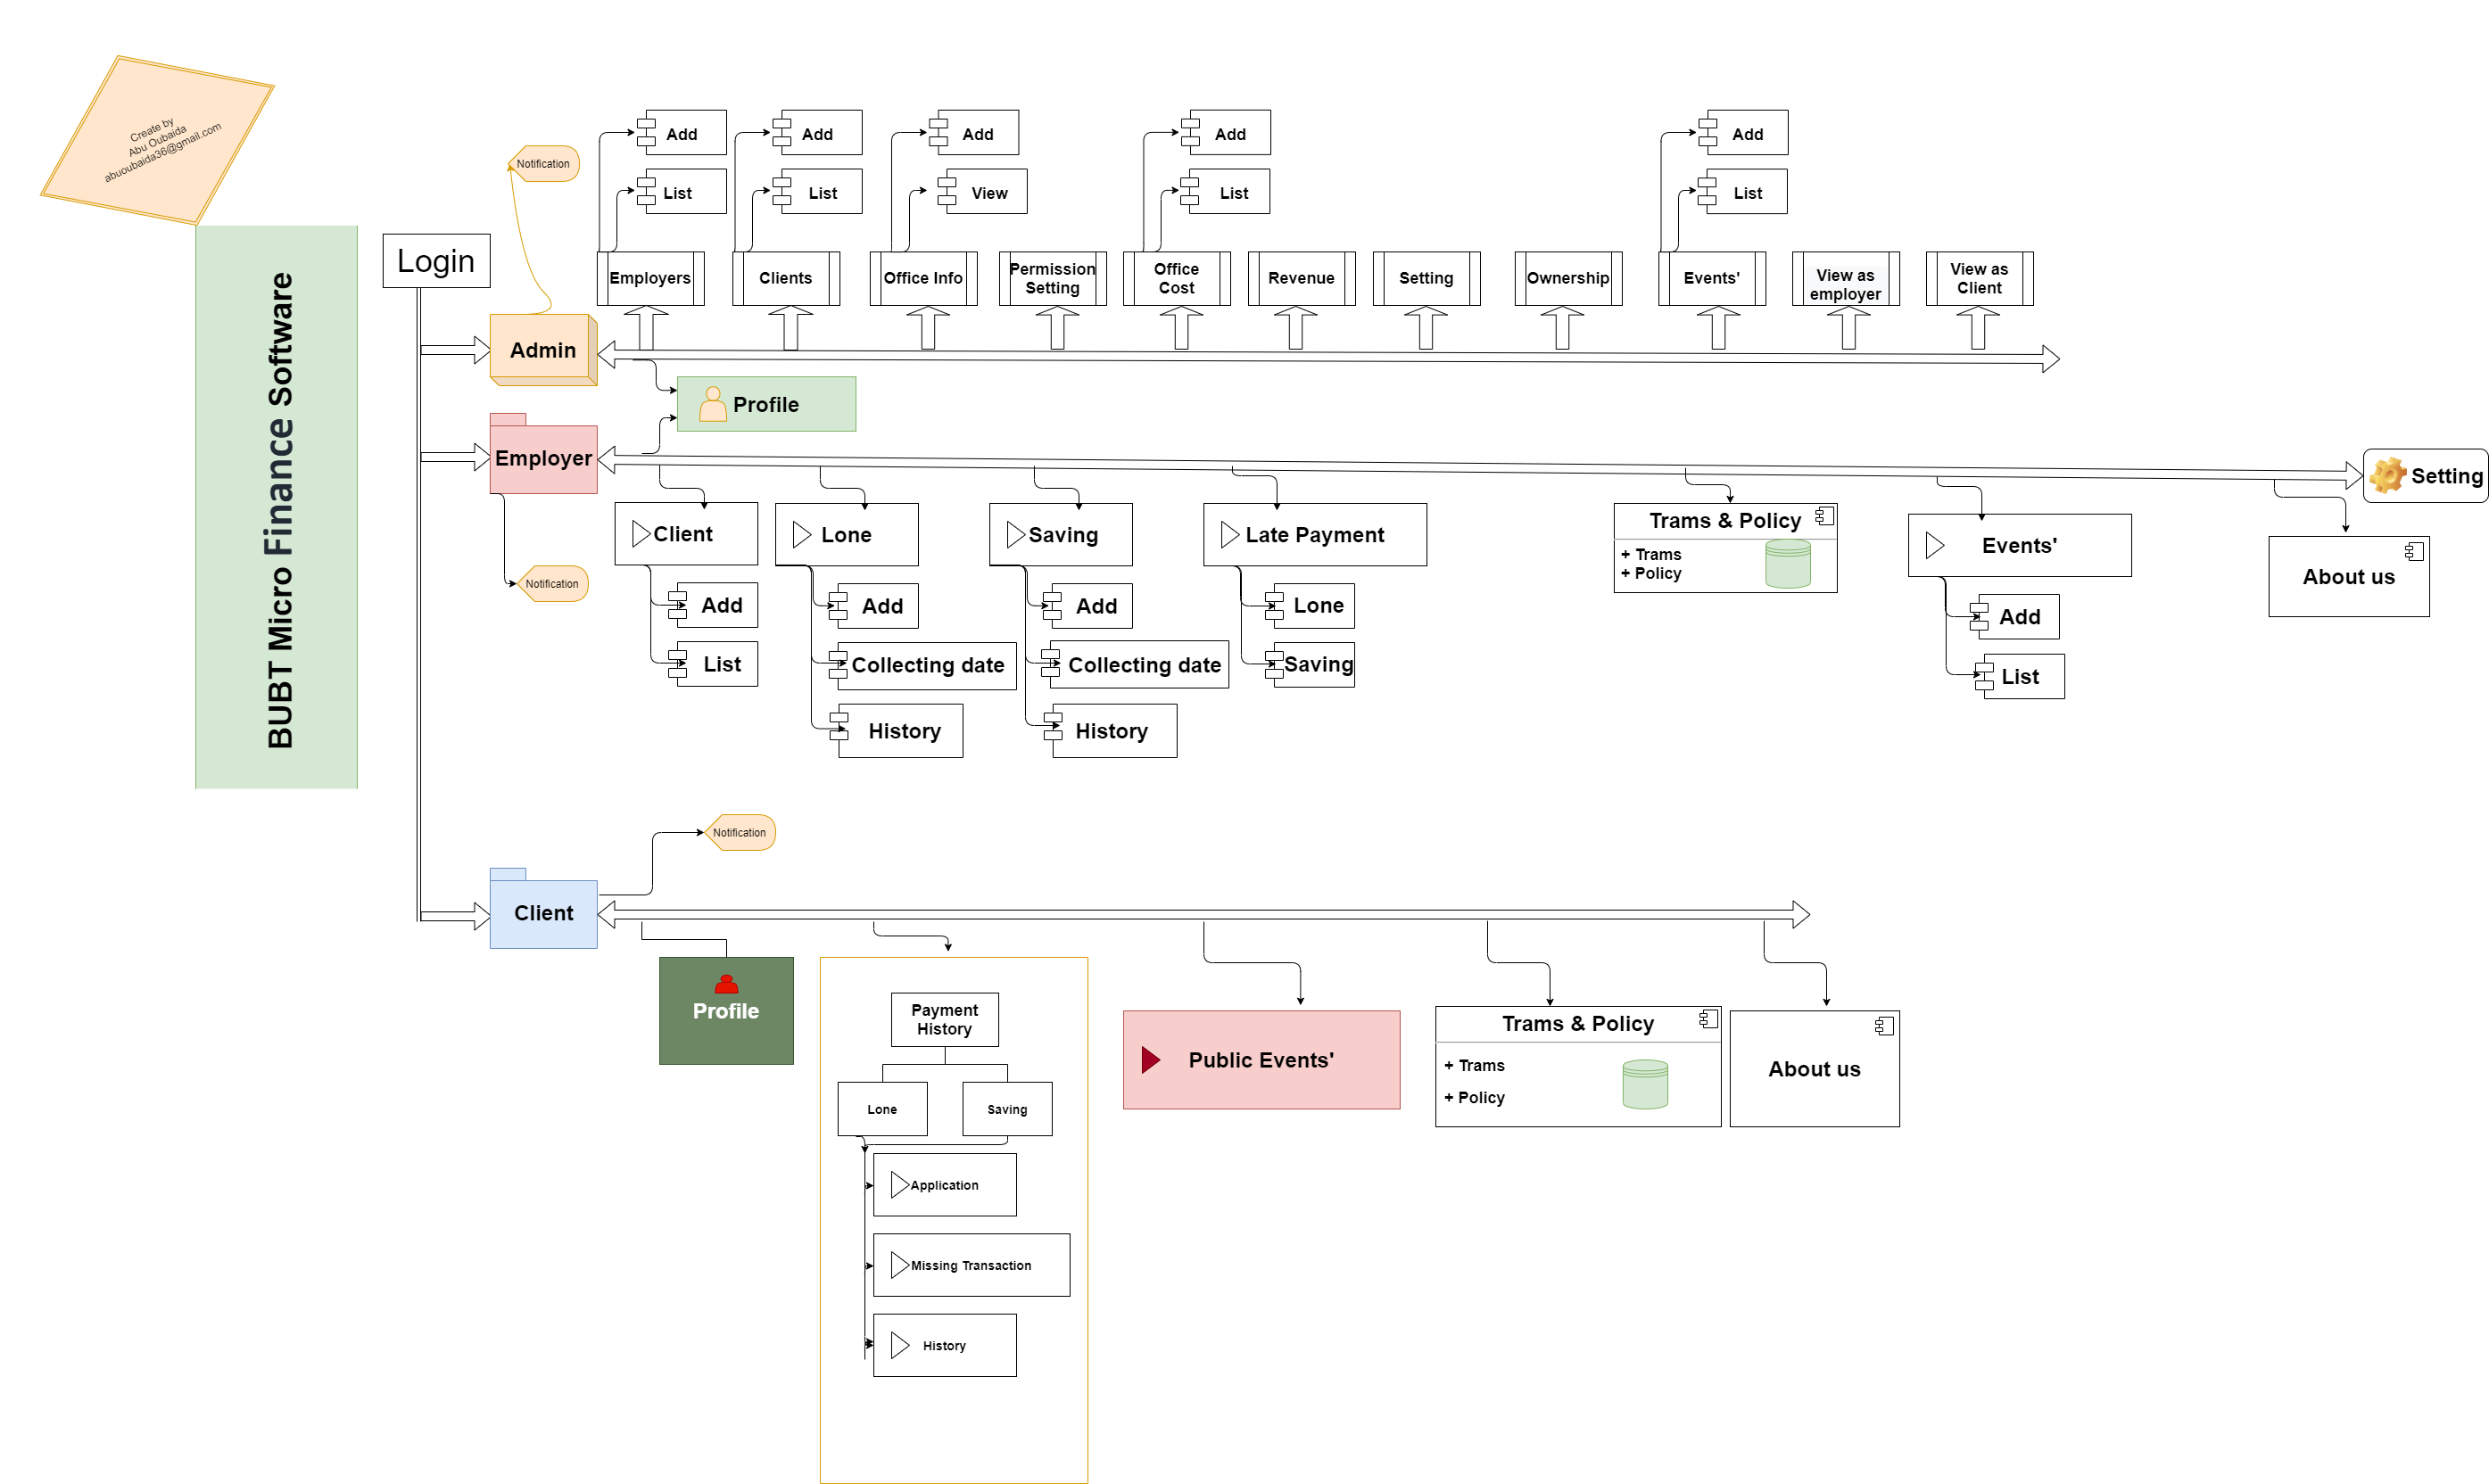 Create by
Abu Oubaida
abuoubaida36@gmail.com
BUBT Micro Finance Software
Login
Notification
Add
Add
Add
Add
Add
List
List
View
List
List
Employers
Clients
Office Info
Permission
Setting
Office
Cost
Revenue
Setting
Ownership
Events'
View as
employer
View as
Client
Admin
Profile
Employer
Setting
Notification
Client
Lone
Saving
Late Payment
Trams & Policy
+ Trams
+ Policy
Events'
About us
Add
Add
Add
Lone
Add
List
Collecting date
Collecting date
Saving
List
History
History
Notification
Client
Profile
Payment
History
Lone
Saving
Application
Missing Transaction
History
Public Events'
Trams & Policy
+ Trams
+ Policy
About us